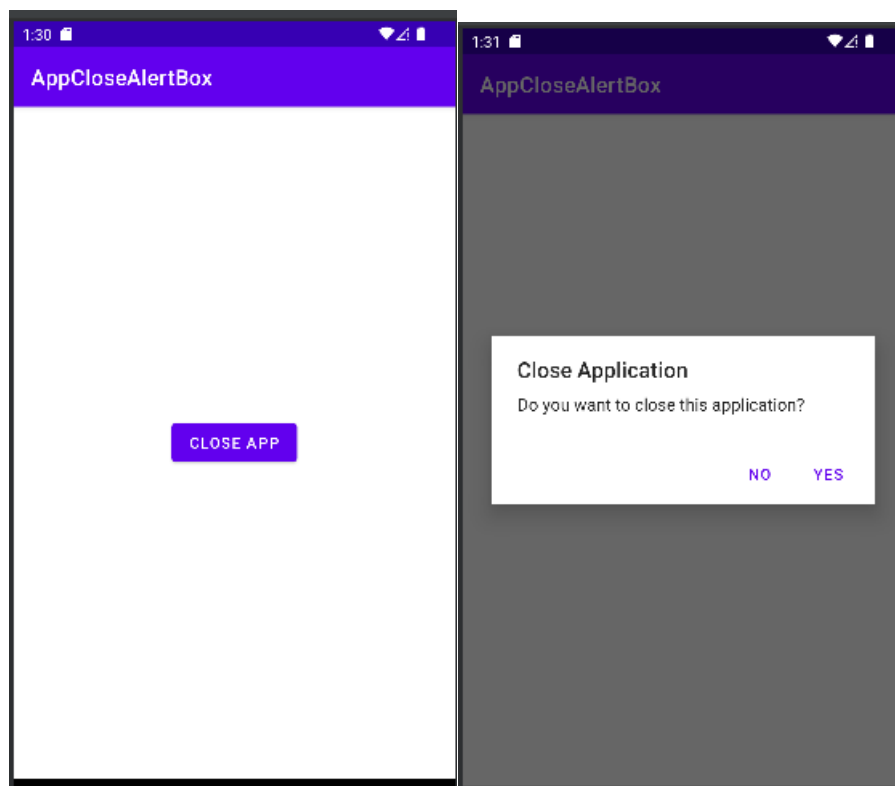 1:30
AppCloseAlertBox
CLOSE APP
1:31
AppCloseAlertBox
Close Application
Do you want to close this application?
NO YES